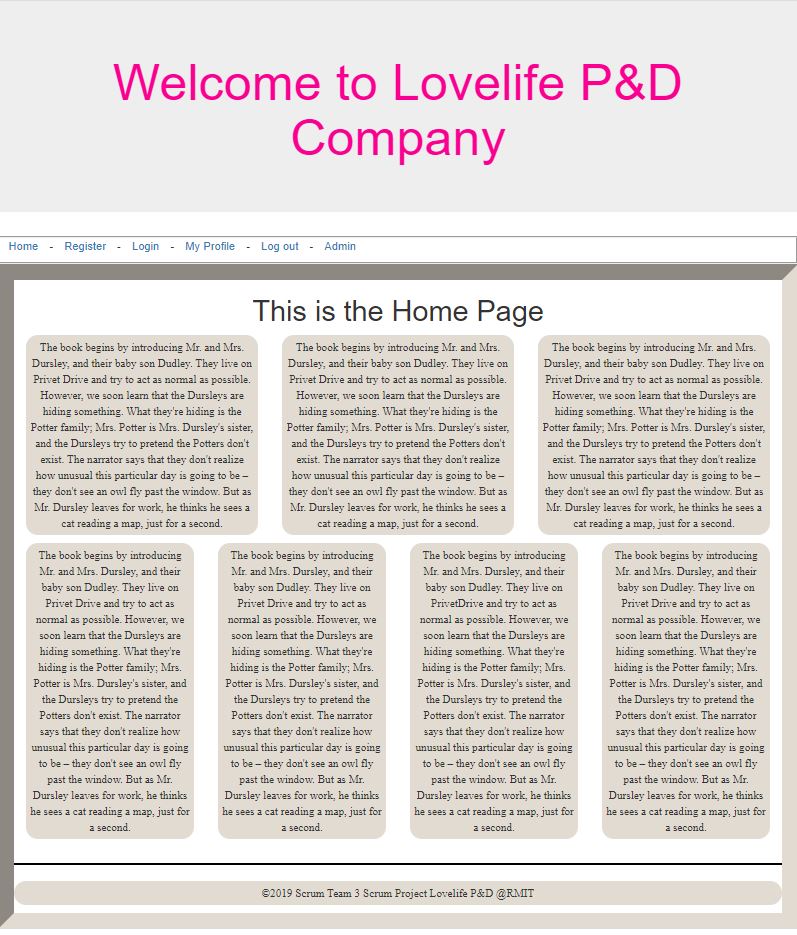 Welcome to Lovelife P&D
Company
Home - Register - Login - My Profile - Log out - Admin
This is the Home Page
The book begins by introducing Mr. and Mrs.
Dursley, and their baby son Dudley. They live on
Privet Drive and try to act as normal as possible.
However, we soon learn that the Dursleys are
hiding something. What they're hiding is the
Potter family; Mrs. Potter is Mrs. Dursley's sister,
and the Dursleys try to pretend the Potters don't
exist. The narrator says that they don't realize
how unusual this particular day is going to be –
they don't see an owl fly past the window. But as
Mr. Dursley leaves for work, he thinks he sees a
cat reading a map, just for a second.
The book begins by introducing Mr. and Mrs.
Dursley, and their baby son Dudley. They live on
Privet Drive and try to act as normal as possible.
However, we soon learn that the Dursleys are
hiding something. What they're hiding is the
Potter family; Mrs. Potter is Mrs. Dursley's sister,
and the Dursleys try to pretend the Potters don't
exist. The narrator says that they don't realize
how unusual this particular day is going to be –
they don't see an owl fly past the window. But as
Mr. Dursley leaves for work, he thinks he sees a
cat reading a map, just for a second.
The book begins by introducing Mr. and Mrs.
Dursley, and their baby son Dudley. They live on
Privet Drive and try to act as normal as possible.
However, we soon learn that the Dursleys are
hiding something. What they're hiding is the
Potter family; Mrs. Potter is Mrs. Dursley's sister,
and the Dursleys try to pretend the Potters don't
exist. The narrator says that they don't realize
how unusual this particular day is going to be –
they don't see an owl fly past the window. But as
Mr. Dursley leaves for work, he thinks he sees a
cat reading a map, just for a second.
The book begins by introducing
Mr. and Mrs. Dursley, and their
baby son Dudley. They live on
Privet Drive and try to act as
normal as possible. However, we
soon learn that the Dursleys are
hiding something. What they're
hiding is the Potter family; Mrs.
Potter is Mrs. Dursley's sister, and
the Dursleys try to pretend the
Potters don't exist. The narrator
says that they don't realize how
unusual this particular day is going
to be – they don't see an owl fly
past the window. But as Mr.
Dursley leaves for work, he thinks
he sees a cat reading a map, just for
a second.
The book begins by introducing
Mr. and Mrs. Dursley, and their
baby son Dudley. They live on
Privet Drive and try to act as
normal as possible. However, we
soon learn that the Dursleys are
hiding something. What they're
hiding is the Potter family; Mrs.
Potter is Mrs. Dursley's sister, and
the Dursleys try to pretend the
Potters don't exist. The narrator
says that they don't realize how
unusual this particular day is going
to be – they don't see an owl fly
past the window. But as Mr.
Dursley leaves for work, he thinks
he sees a cat reading a map, just for
a second.
The book begins by introducing
Mr. and Mrs. Dursley, and their
baby son Dudley. They live on
PrivetDrive and try to act as
normal as possible. However, we
soon learn that the Dursleys are
hiding something. What they're
hiding is the Potter family; Mrs.
Potter is Mrs. Dursley's sister, and
the Dursleys try to pretend the
Potters don't exist. The narrator
says that they don't realize how
unusual this particular day is going
to be – they don't see an owl fly
past the window. But as Mr.
Dursley leaves for work, he thinks
he sees a cat reading a map, just for
a second.
The book begins by introducing
Mr. and Mrs. Dursley, and their
baby son Dudley. They live on
Privet Drive and try to act as
normal as possible. However, we
soon learn that the Dursleys are
hiding something. What they're
hiding is the Potter family; Mrs.
Potter is Mrs. Dursley's sister, and
the Dursleys try to pretend the
Potters don't exist. The narrator
says that they don't realize how
unusual this particular day is going
to be – they don't see an owl fly
past the window. But as Mr.
Dursley leaves for work, he thinks
he sees a cat reading a map, just for
a second.
©2019 Scrum Team 3 Scrum Project Lovelife P&D @RMIT